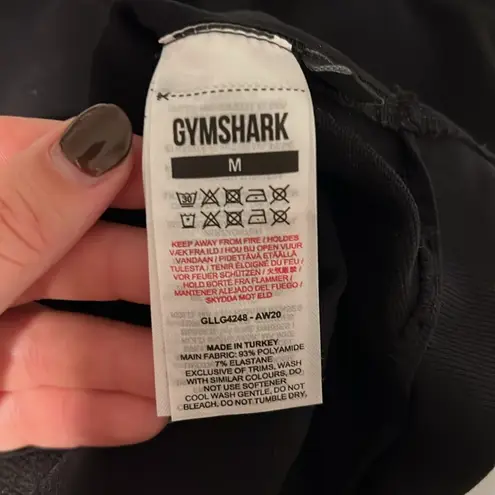 GYMSHARK
M
KEEP AWAY FROM FIRE / HOLDES
VÆK FRA ILD / HOU BIJ OPEN VUUR
VANDAAN / PIDETTÄVÄ ETÄÄLLÄ
TULESTA / TENIR ÉLOIGNÉ DU FEU /
VOR FEUER SCHÜTZEN / 火気厳禁 /
HOLD BORTE FRA FLAMMER /
MANTENER ALEJADO DEL FUEGO /
SKYDDA MOT ELD
GLLG4248 - AW20
MADE IN TURKEY
MAIN FABRIC: 93% POLYAMIDE
7% ELASTANE
EXCLUSIVE OF TRIMS, WASH
WITH SIMILAR COLOURS, DO
NOT USE SOFTENER
COOL WASH GENTLE, DO NOT
BLEACH, DO NOT TUMBLE DRY,